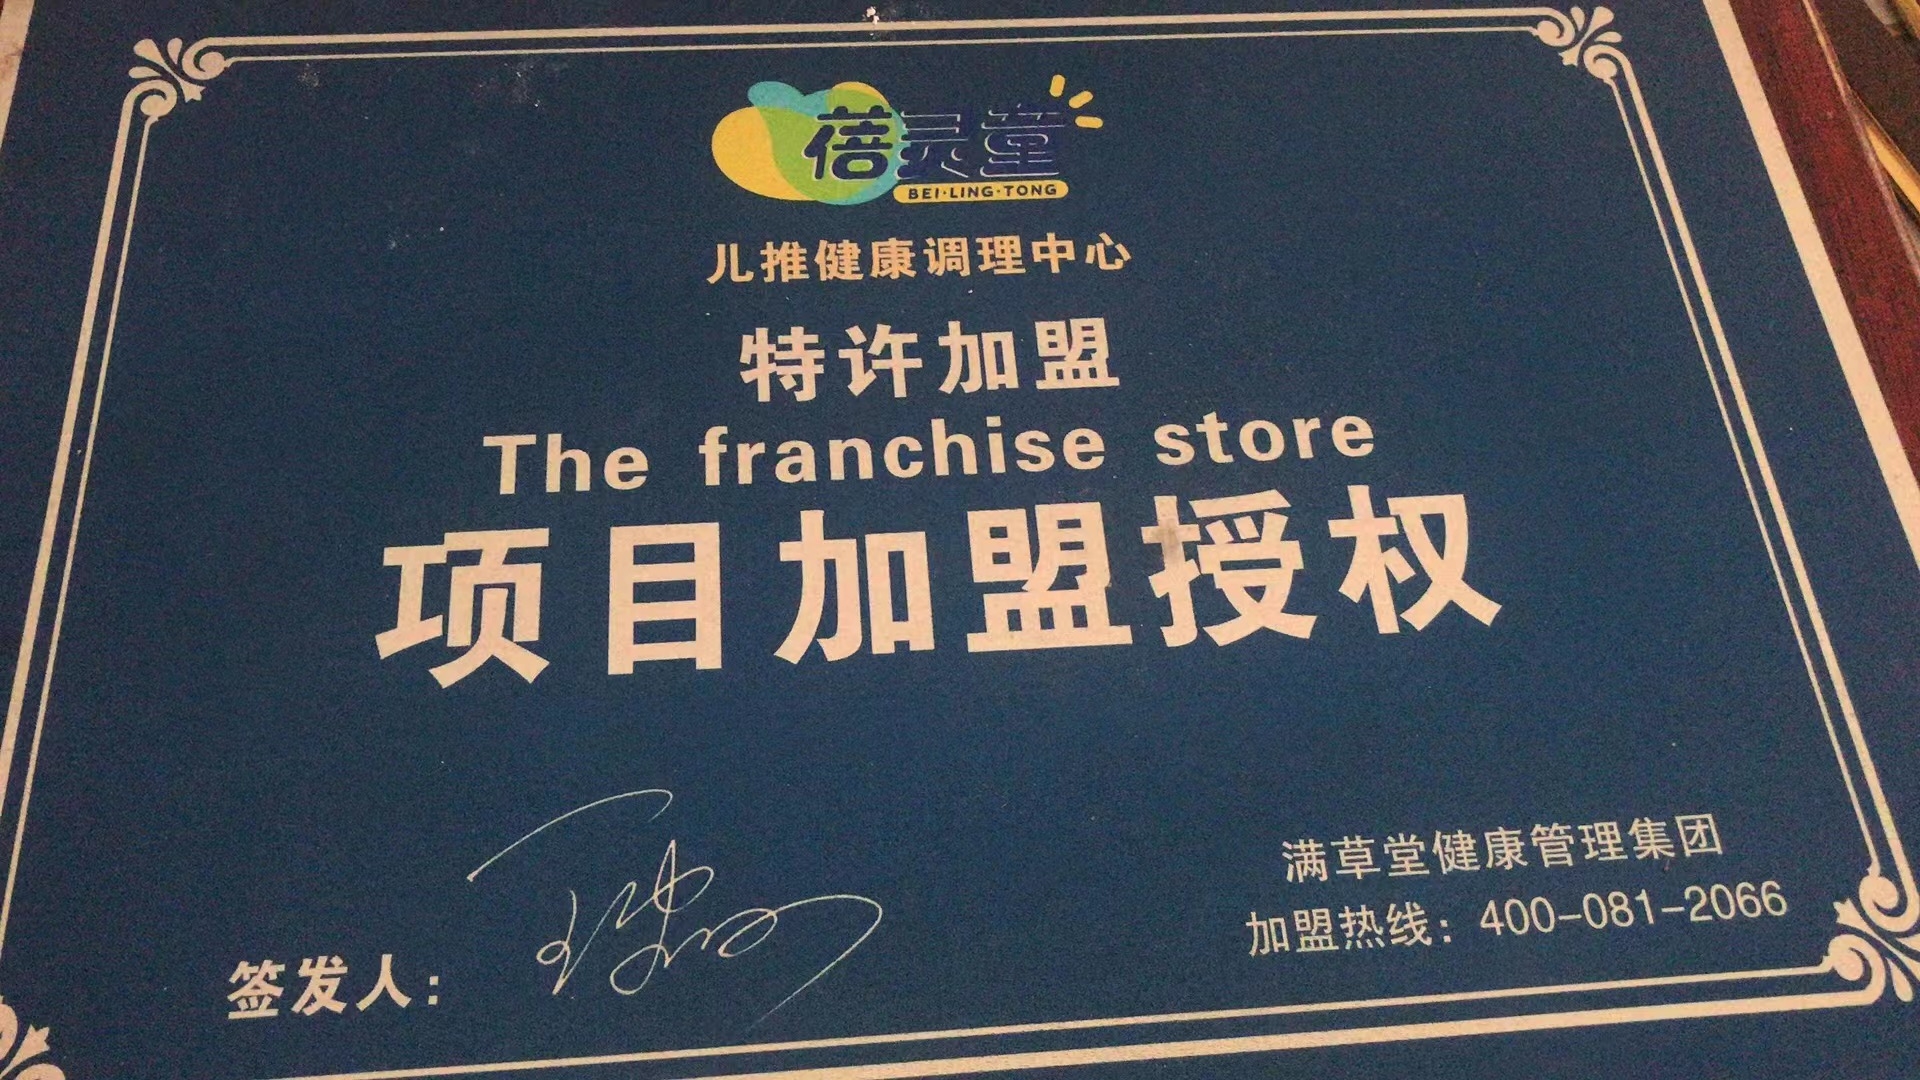 蓓灵童
BEI·LING·TONG
儿推健康调理中心
特许加盟
The franchise store
项目加盟授权
满草堂健康管理集团
加盟热线：400-081-2066
签发人：